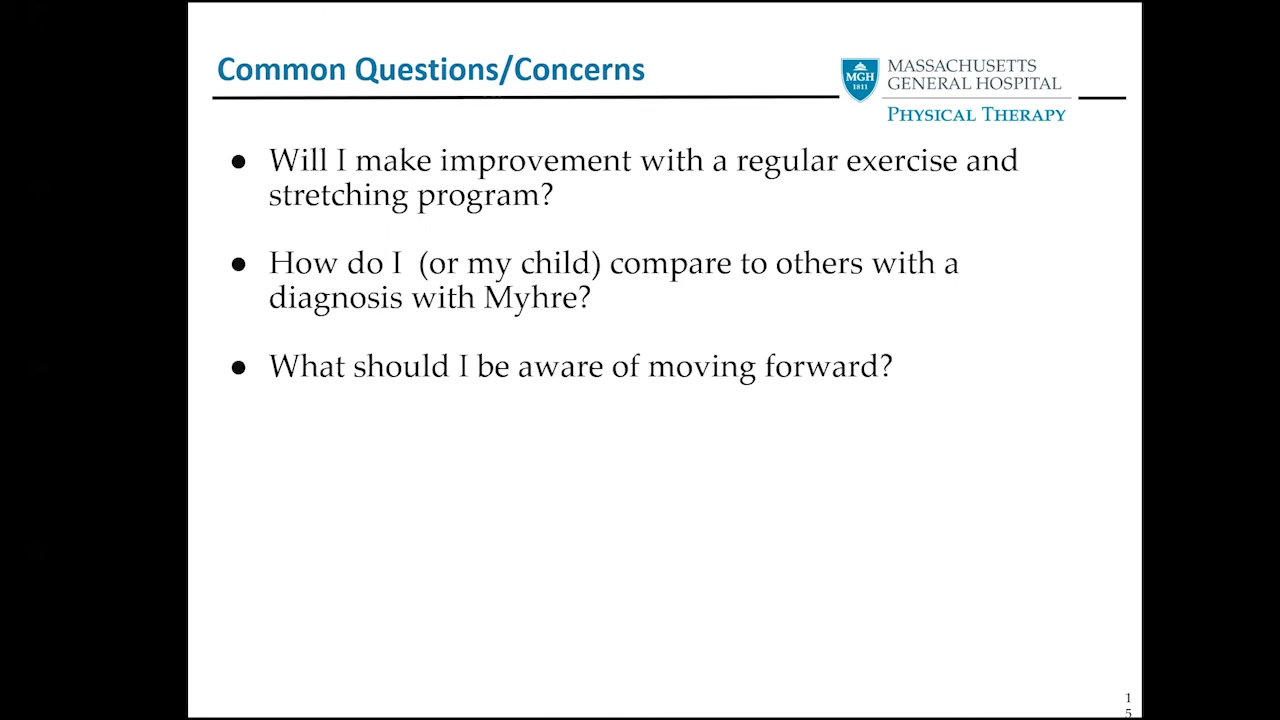 Common Questions/Concerns
MGH
1811
MASSACHUSETTS
GENERAL HOSPITAL
PHYSICAL THERAPY
● Will I make improvement with a regular exercise and
stretching program?
● How do I (or my child) compare to others with a
diagnosis with Myhre?
● What should I be aware of moving forward?
1
5